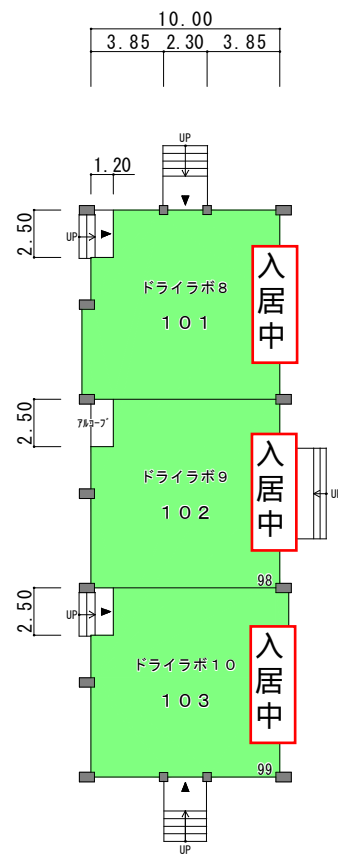 10.00
3.85 2.30 3.85
UP
1.20
2.50
UP
ドライラボ8
101
入居中
2.50
アルコーブ
ドライラボ9
102
入居中
UP
98
2.50
UP
ドライラボ10
103
入居中
99
UP